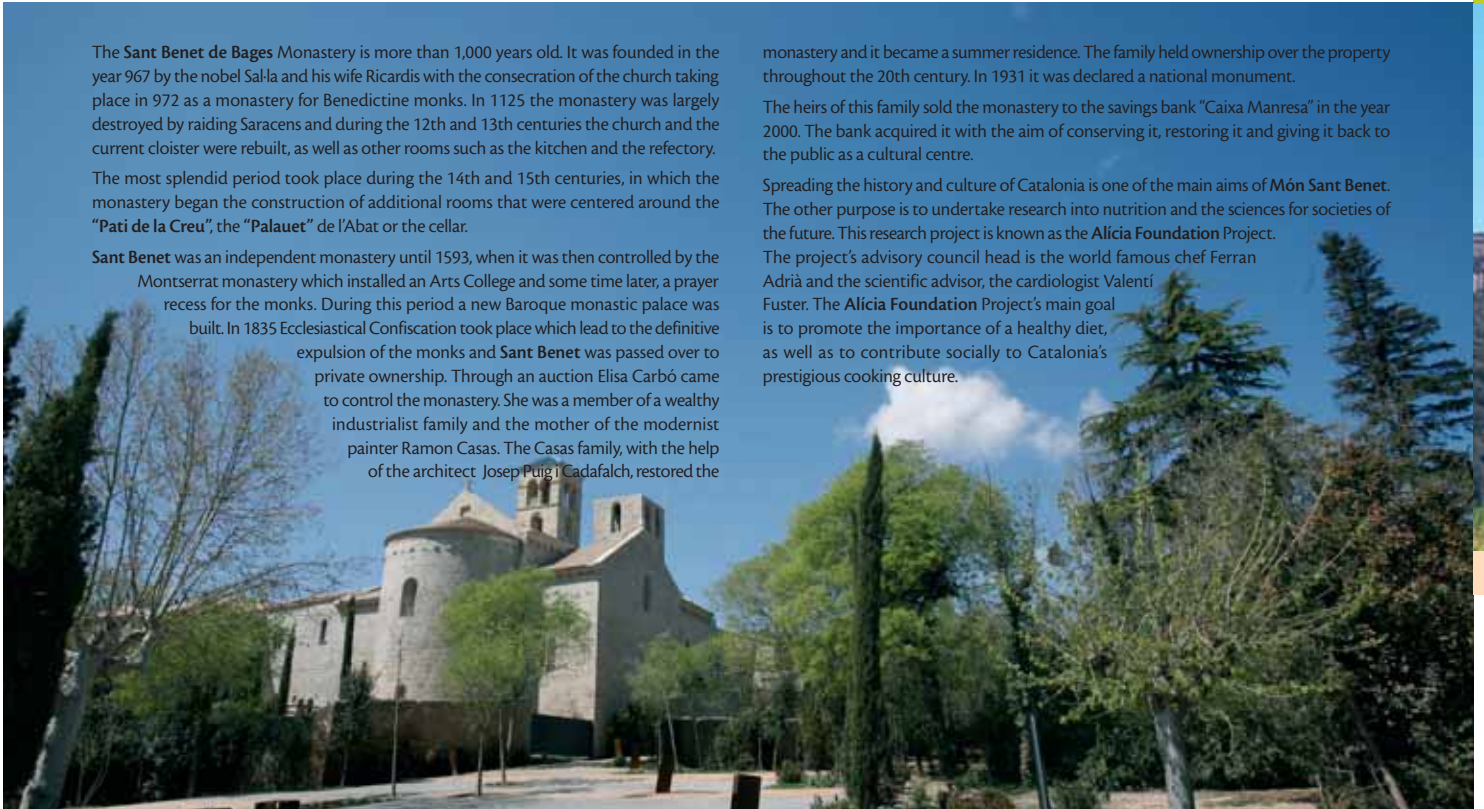 The Sant Benet de Bages Monastery is more than 1,000 years old. It was founded in the
year 967 by the nobel Sal·la and his wife Ricardis with the consecration of the church taking
place in 972 as a monastery for Benedictine monks. In 1125 the monastery was largely
destroyed by raiding Saracens and during the 12th and 13th centuries the church and the
current cloister were rebuilt, as well as other rooms such as the kitchen and the refectory.
The most splendid period took place during the 14th and 15th centuries, in which the
monastery began the construction of additional rooms that were centered around the
“Pati de la Creu”, the “Palauet” de l’Abat or the cellar.
Sant Benet was an independent monastery until 1593, when it was then controlled by the
Montserrat monastery which installed an Arts College and some time later, a prayer
recess for the monks. During this period a new Baroque monastic palace was
built. In 1835 Ecclesiastical Confiscation took place which lead to the definitive
expulsion of the monks and Sant Benet was passed over to
private ownership. Through an auction Elisa Carbó came
to control the monastery. She was a member of a wealthy
industrialist family and the mother of the modernist
painter Ramon Casas. The Casas family, with the help
of the architect Josep Puig i Cadafalch, restored the
monastery and it became a summer residence. The family held ownership over the property
throughout the 20th century. In 1931 it was declared a national monument.
The heirs of this family sold the monastery to the savings bank “Caixa Manresa” in the year
2000. The bank acquired it with the aim of conserving it, restoring it and giving it back to
the public as a cultural centre.
Spreading the history and culture of Catalonia is one of the main aims of Món Sant Benet.
The other purpose is to undertake research into nutrition and the sciences for societies of
the future. This research project is known as the Alícia Foundation Project.
The project’s advisory council head is the world famous chef Ferran
Adrià and the scientific advisor, the cardiologist Valentí
Fuster. The Alícia Foundation Project’s main goal
is to promote the importance of a healthy diet,
as well as to contribute socially to Catalonia’s
prestigious cooking culture.